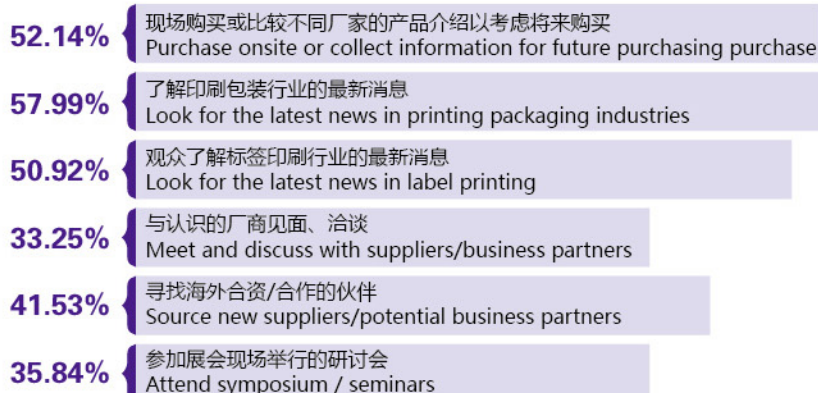 52.14%
现场购买或比较不同厂家的产品介绍以考虑将来购买
Purchase onsite or collect information for future purchasing purchase
57.99%
了解印刷包装行业的最新消息
Look for the latest news in printing packaging industries
50.92%
观众了解标签印刷行业的最新消息
Look for the latest news in label printing
33.25%
与认识的厂商见面、洽谈
Meet and discuss with suppliers/business partners
41.53%
寻找海外合资/合作的伙伴
Source new suppliers/potential business partners
35.84%
参加展会现场举行的研讨会
Attend symposium / seminars